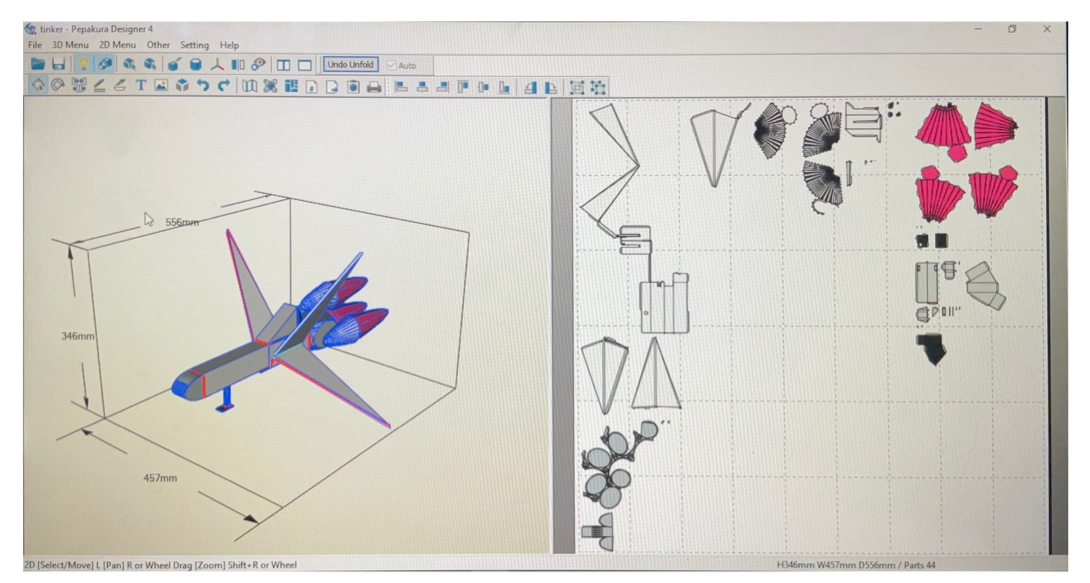 tinker - Pepakura Designer 4
File 3D Menu 2D Menu Other Setting Help
Undo Unfold Auto
T
556mm
346mm
457mm
2D [Select/Move] L [Pan] R or Wheel Drag [Zoom] Shift+R or Wheel
H346mm W457mm D556mm / Parts 44